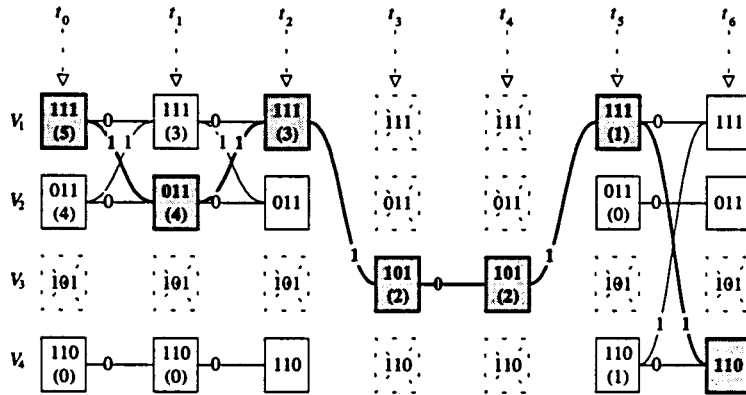 t0 t1 t2 t3 t4 t5 t6
V1 111 0 111 0 111 111 111 111 0 111
(5) (3) (3) (1)
1 1 1 1
V2 011 0 011 0 011 011 011 011 0 011
(4) (4) (0)
1 1
V3 101 101 101 101 0 101 101 101
(2) (2)
1 1
V4 110 0 110 0 110 110 110 110 0 110
(0) (0) (1)